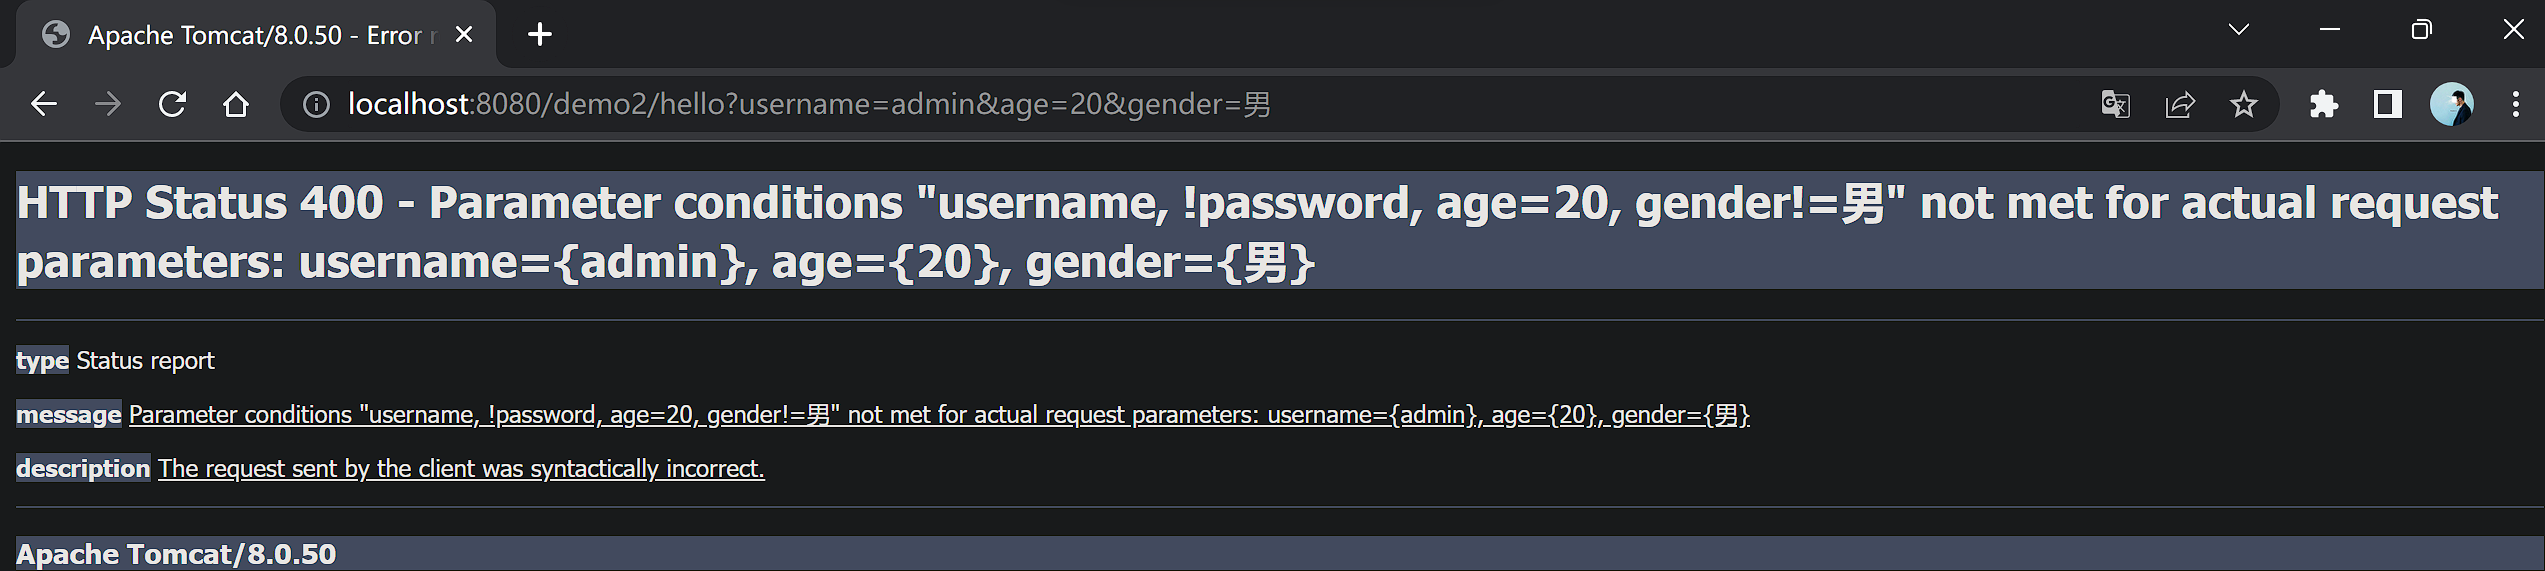 Apache Tomcat/8.0.50 - Error r
localhost:8080/demo2/hello?username=admin&age=20&gender=男
HTTP Status 400 - Parameter conditions "username, !password, age=20, gender!=男" not met for actual request
parameters: username={admin}, age={20}, gender={男}
type Status report
message Parameter conditions "username, !password, age=20, gender!=男" not met for actual request parameters: username={admin}, age={20}, gender={男}
description The request sent by the client was syntactically incorrect.
Apache Tomcat/8.0.50